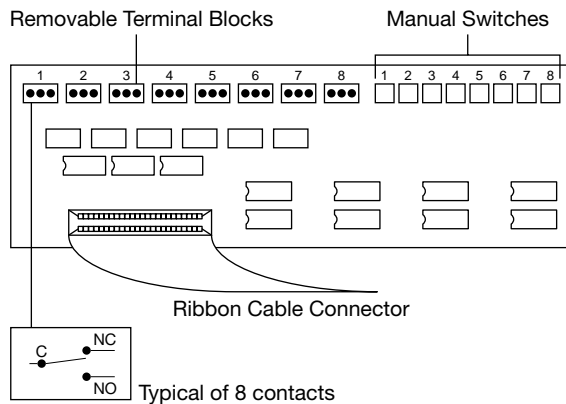 Removable Terminal Blocks
Manual Switches
1 2 3 4 5 6 7 8
1 2 3 4 5 6 7 8
Ribbon Cable Connector
C
NC
NO
Typical of 8 contacts